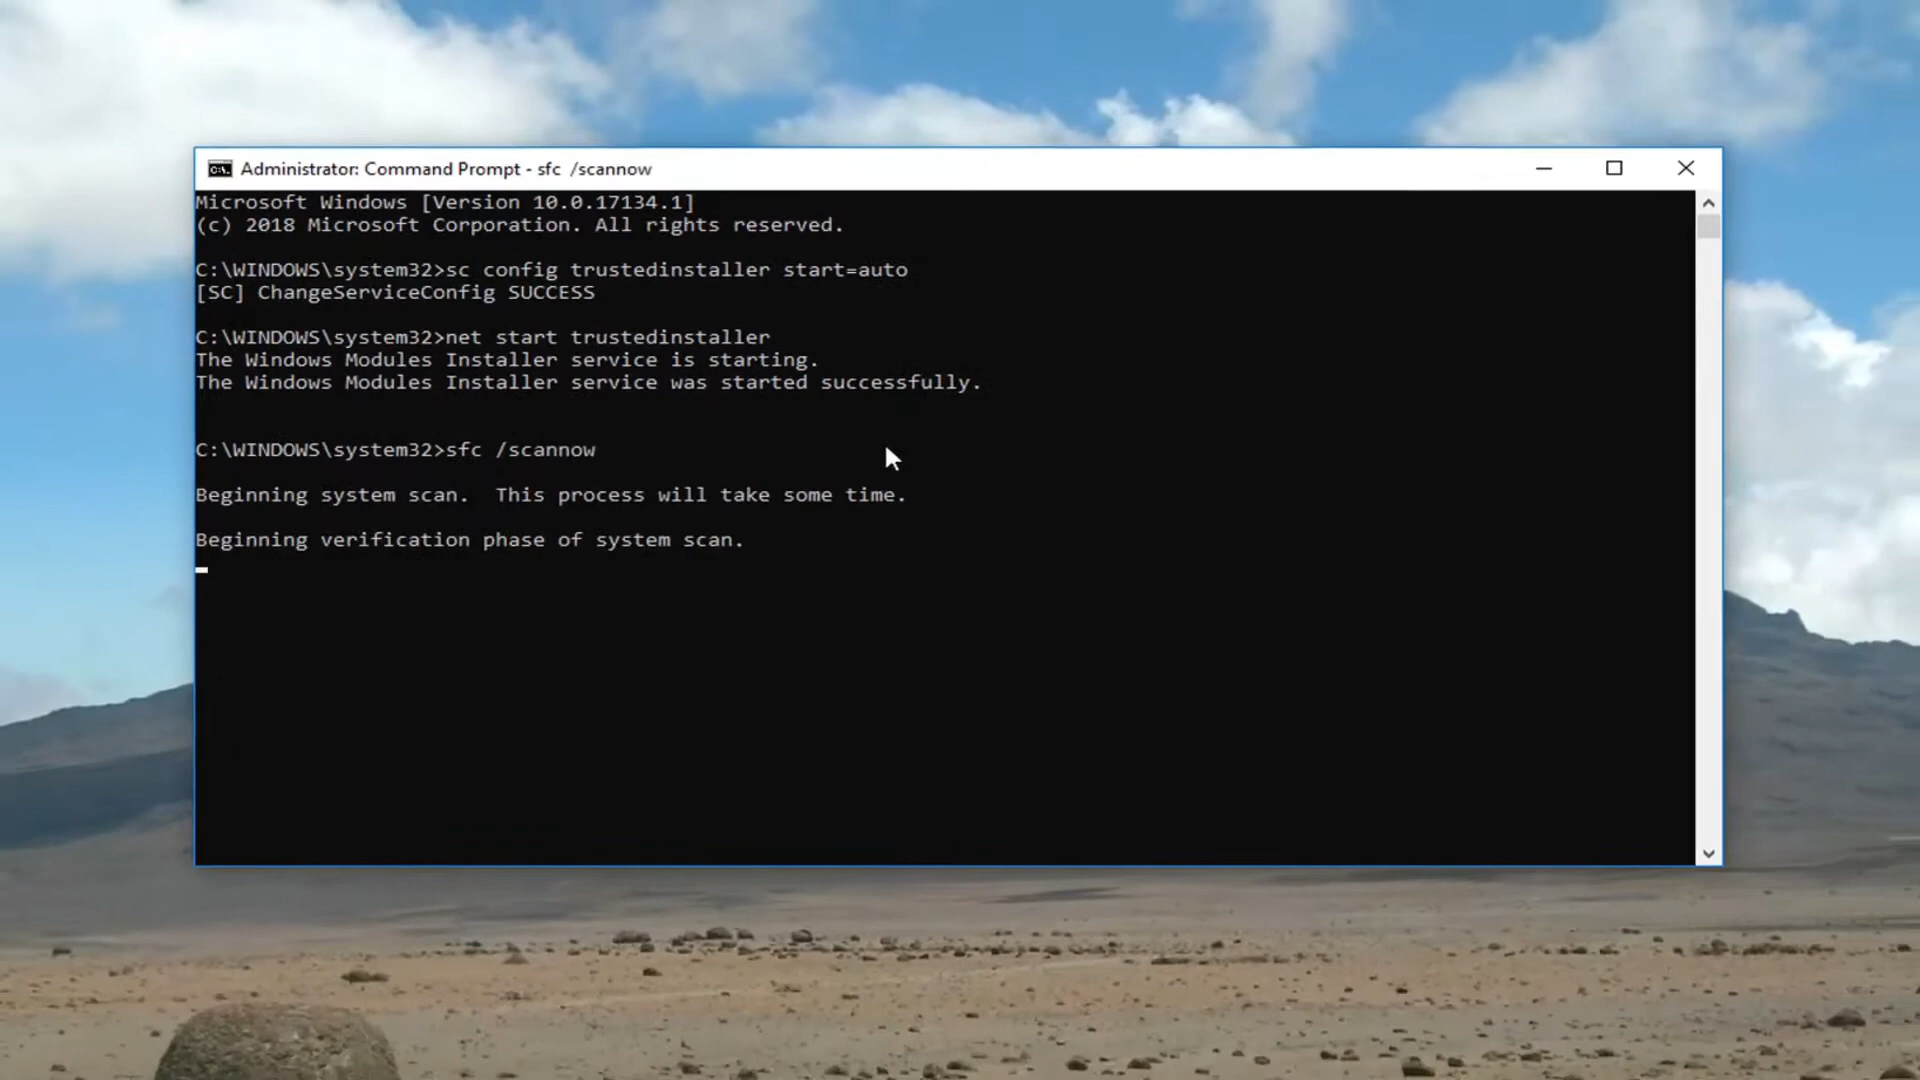 Administrator: Command Prompt - sfc  /scannow
Microsoft Windows [Version 10.0.17134.1]
(c) 2018 Microsoft Corporation. All rights reserved.
C:\WINDOWS\system32>sc config trustedinstaller start=auto
[SC] ChangeServiceConfig SUCCESS
C:\WINDOWS\system32>net start trustedinstaller
The Windows Modules Installer service is starting.
The Windows Modules Installer service was started successfully.
C:\WINDOWS\system32>sfc /scannow
Beginning system scan.  This process will take some time.
Beginning verification phase of system scan.